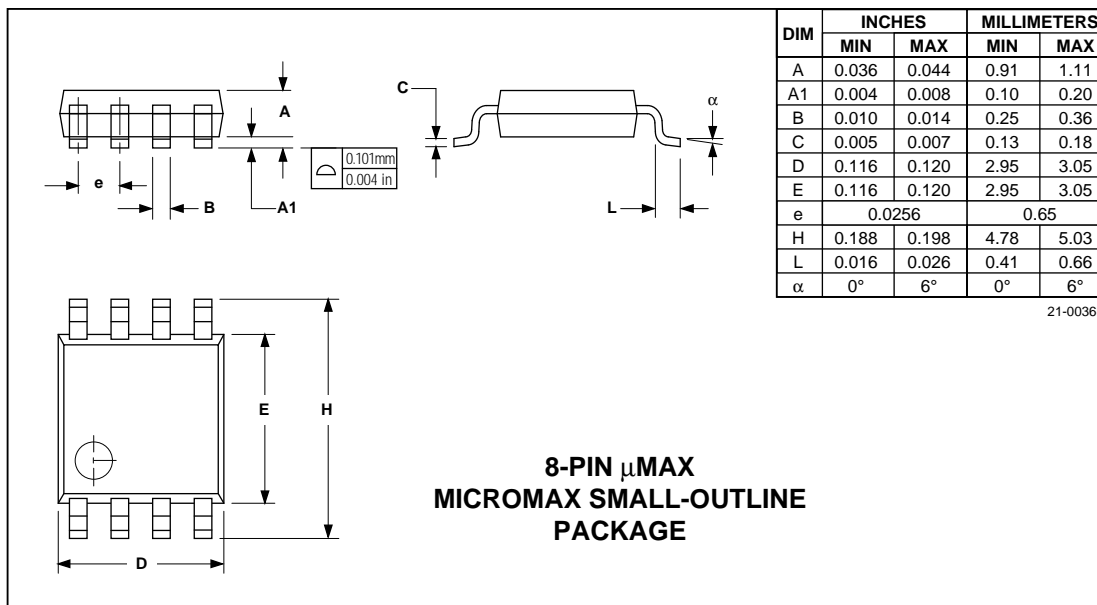 DIM INCHES MILLIMETERS
MIN MAX MIN MAX
A 0.036 0.044 0.91 1.11
A1 0.004 0.008 0.10 0.20
B 0.010 0.014 0.25 0.36
C 0.005 0.007 0.13 0.18
D 0.116 0.120 2.95 3.05
E 0.116 0.120 2.95 3.05
e 0.0256 0.65
H 0.188 0.198 4.78 5.03
L 0.016 0.026 0.41 0.66
α 0° 6° 0° 6°
21-0036
A
C
α
0.101mm
0.004 in
e
B
A1
L
E
H
D
8-PIN µMAX
MICROMAX SMALL-OUTLINE
PACKAGE